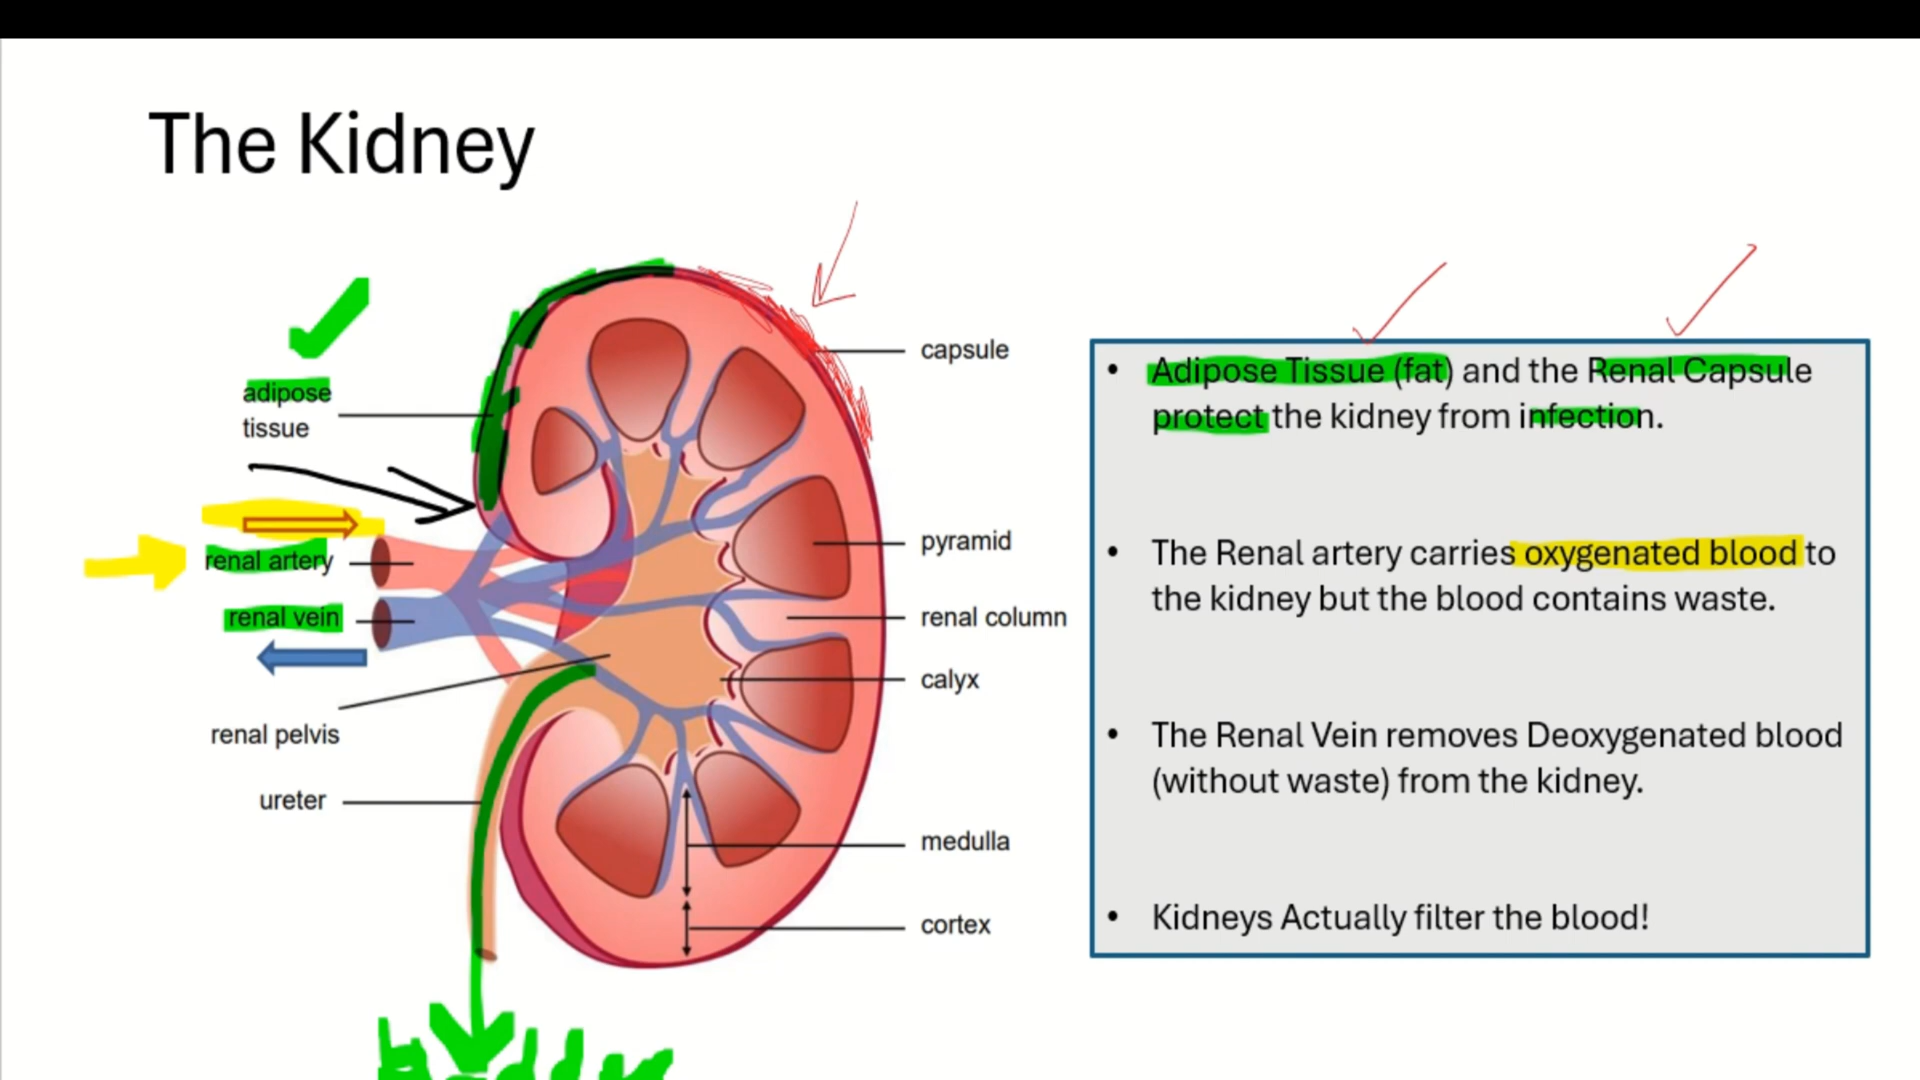 The Kidney
adipose
tissue
renal artery
renal vein
renal pelvis
ureter
capsule
pyramid
renal column
calyx
medulla
cortex
• Adipose Tissue (fat) and the Renal Capsule
protect the kidney from infection.
• The Renal artery carries oxygenated blood to
the kidney but the blood contains waste.
• The Renal Vein removes Deoxygenated blood
(without waste) from the kidney.
• Kidneys Actually filter the blood!